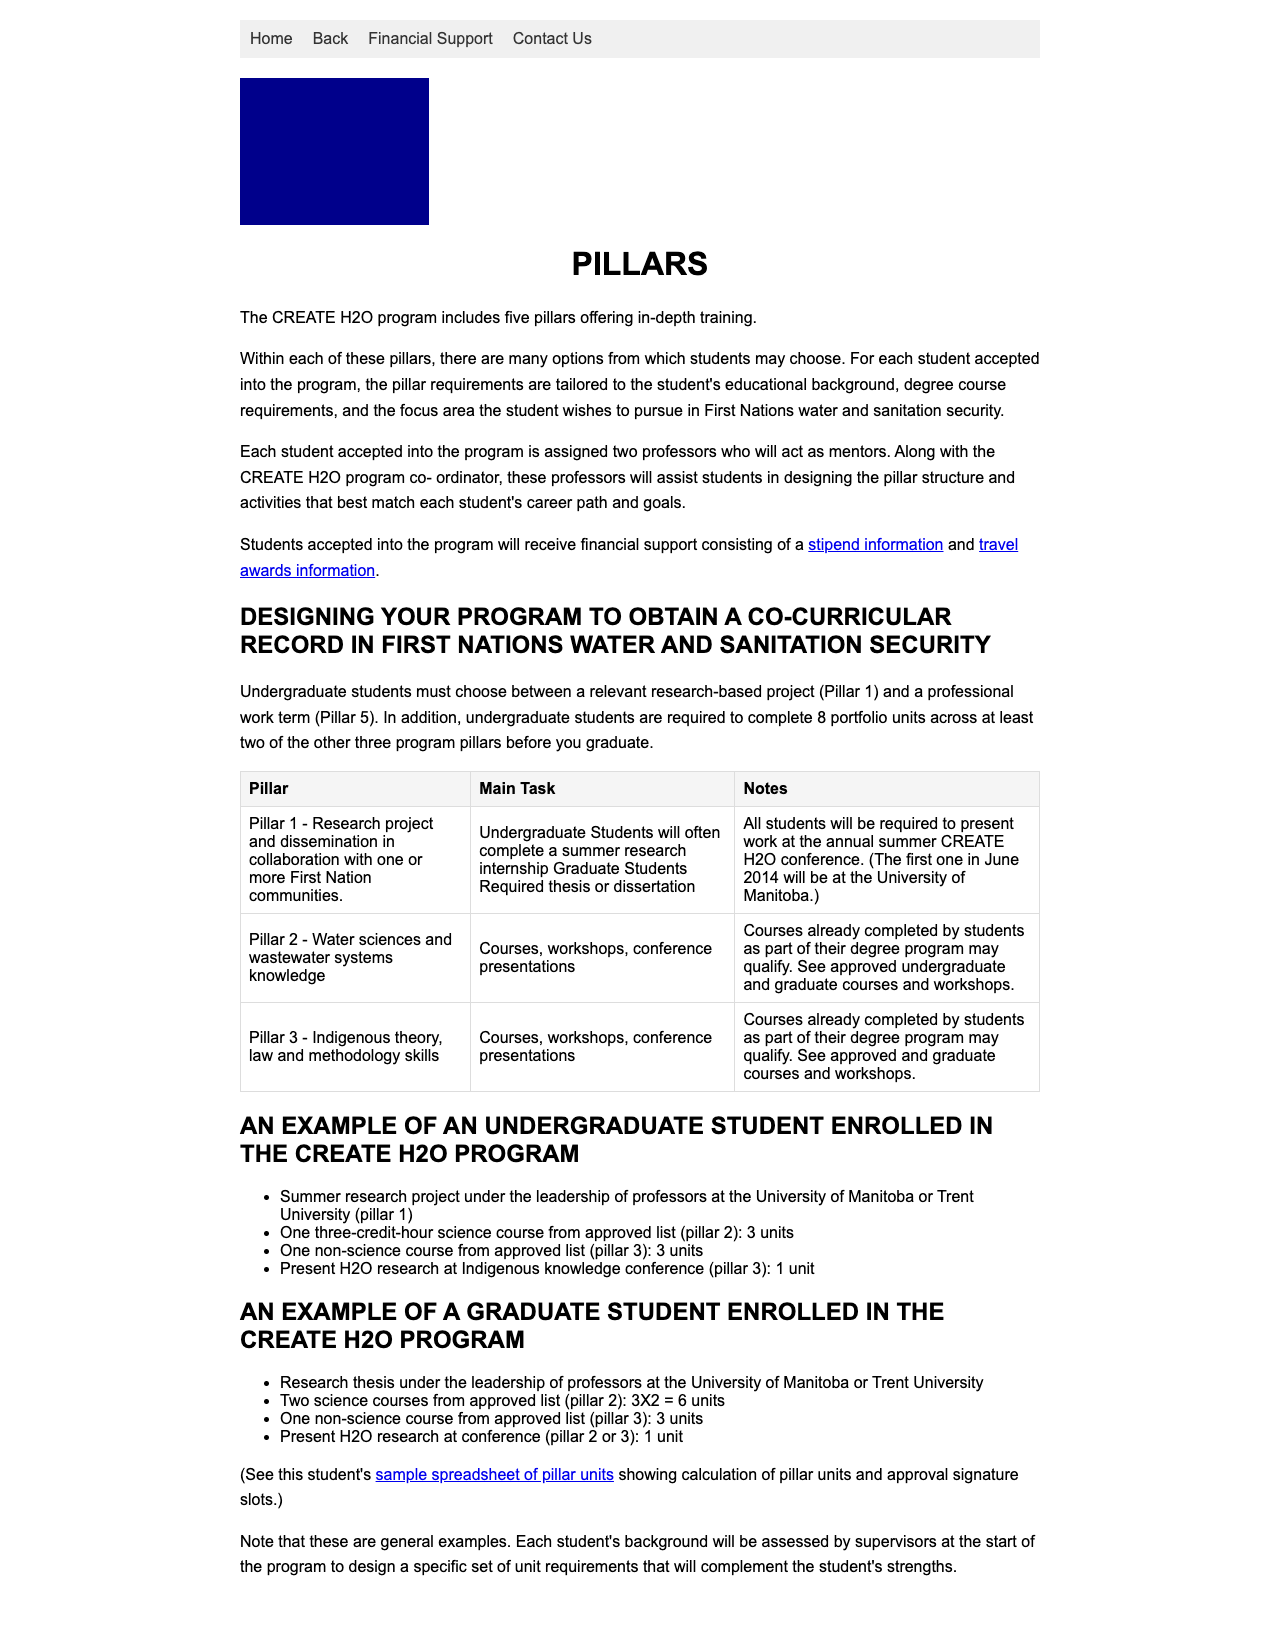 Home Back Financial Support Contact Us
PILLARS
The CREATE H2O program includes five pillars offering in-depth training.
Within each of these pillars, there are many options from which students may choose. For each student accepted
into the program, the pillar requirements are tailored to the student's educational background, degree course
requirements, and the focus area the student wishes to pursue in First Nations water and sanitation security.
Each student accepted into the program is assigned two professors who will act as mentors. Along with the
CREATE H2O program co- ordinator, these professors will assist students in designing the pillar structure and
activities that best match each student's career path and goals.
Students accepted into the program will receive financial support consisting of a stipend information and travel
awards information.
DESIGNING YOUR PROGRAM TO OBTAIN A CO-CURRICULAR
RECORD IN FIRST NATIONS WATER AND SANITATION SECURITY
Undergraduate students must choose between a relevant research-based project (Pillar 1) and a professional
work term (Pillar 5). In addition, undergraduate students are required to complete 8 portfolio units across at least
two of the other three program pillars before you graduate.
Pillar Main Task Notes
Pillar 1 - Research project
and dissemination in
collaboration with one or
more First Nation
communities.
Undergraduate Students will often
complete a summer research
internship Graduate Students
Required thesis or dissertation
All students will be required to present
work at the annual summer CREATE
H2O conference. (The first one in June
2014 will be at the University of
Manitoba.)
Pillar 2 - Water sciences and
wastewater systems
knowledge
Courses, workshops, conference
presentations
Courses already completed by students
as part of their degree program may
qualify. See approved undergraduate
and graduate courses and workshops.
Pillar 3 - Indigenous theory,
law and methodology skills
Courses, workshops, conference
presentations
Courses already completed by students
as part of their degree program may
qualify. See approved and graduate
courses and workshops.
AN EXAMPLE OF AN UNDERGRADUATE STUDENT ENROLLED IN
THE CREATE H2O PROGRAM
• Summer research project under the leadership of professors at the University of Manitoba or Trent
University (pillar 1)
• One three-credit-hour science course from approved list (pillar 2): 3 units
• One non-science course from approved list (pillar 3): 3 units
• Present H2O research at Indigenous knowledge conference (pillar 3): 1 unit
AN EXAMPLE OF A GRADUATE STUDENT ENROLLED IN THE
CREATE H2O PROGRAM
• Research thesis under the leadership of professors at the University of Manitoba or Trent University
• Two science courses from approved list (pillar 2): 3X2 = 6 units
• One non-science course from approved list (pillar 3): 3 units
• Present H2O research at conference (pillar 2 or 3): 1 unit
(See this student's sample spreadsheet of pillar units showing calculation of pillar units and approval signature
slots.)
Note that these are general examples. Each student's background will be assessed by supervisors at the start of
the program to design a specific set of unit requirements that will complement the student's strengths.